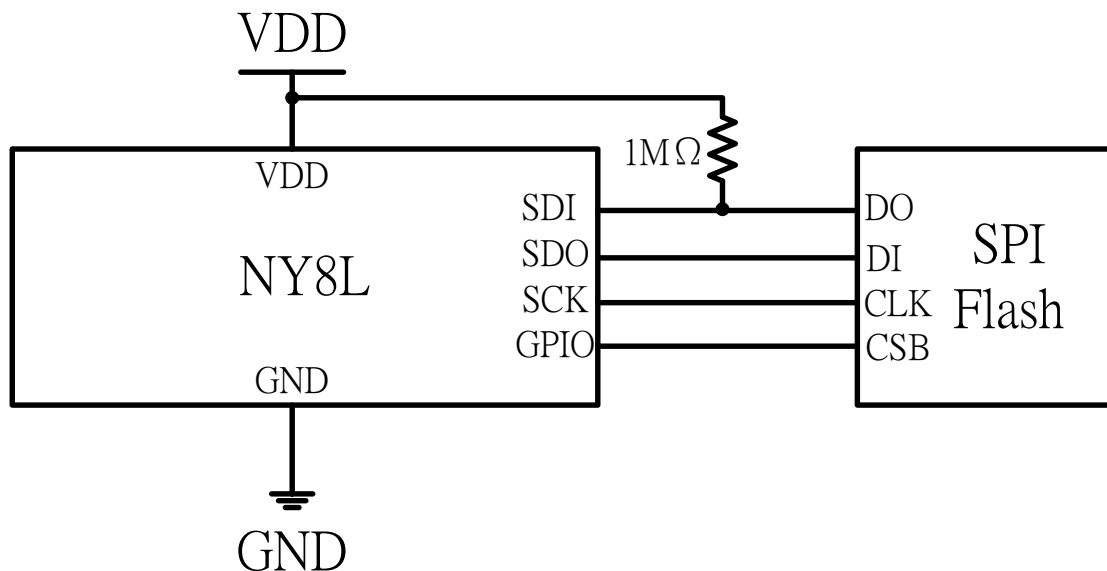 VDD
1MΩ
VDD
SDI
DO
SDO
DI
SPI
Flash
NY8L
SCK
CLK
GPIO
CSB
GND
GND